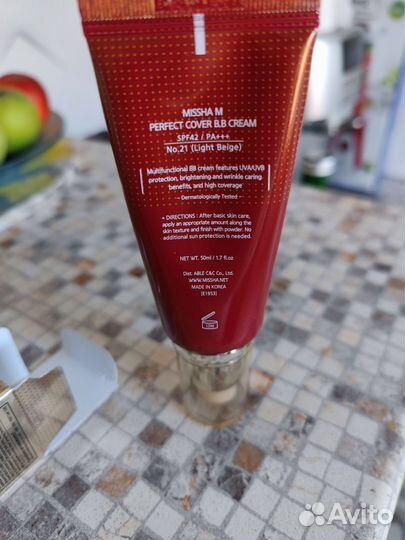 MISSHA M
PERFECT COVER B.B CREAM
SPF42 / PA+++
No.21 (Light Beige)
Multifunctional BB cream features UVA/UVB
protection, brightening and wrinkle caring
benefits, and high coverage
- Dermatologically Tested -
• DIRECTIONS : After basic skin care,
apply an appropriate amount along the
skin texture and finish with powder. No
additional sun protection is needed.
NET WT. 50ml / 1.7 fl.oz
Dist. ABLE C&C Co., Ltd.
WWW.MISSHA.NET
MADE IN KOREA
[E1953]
Avito